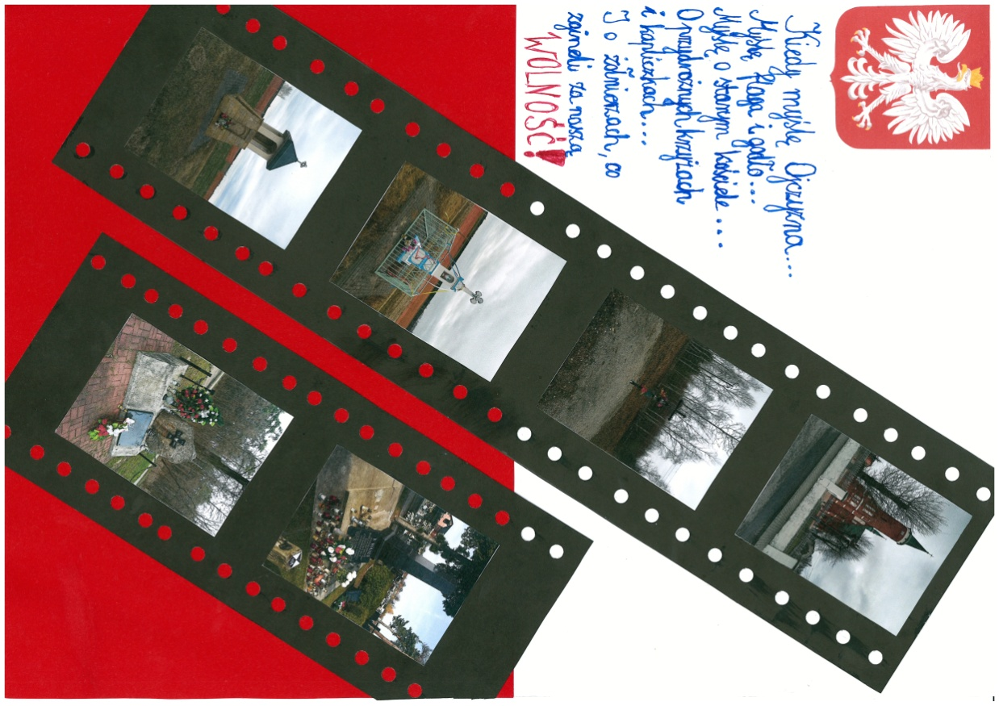 Kiedy myślę Ojczyzna...
Myślę flaga i godło...
Myślę o starym kościele...
O przydrożnych krzyżach
i kapliczkach...
I o żołnierzach, co
zginęli za naszą
WOLNOŚĆ!